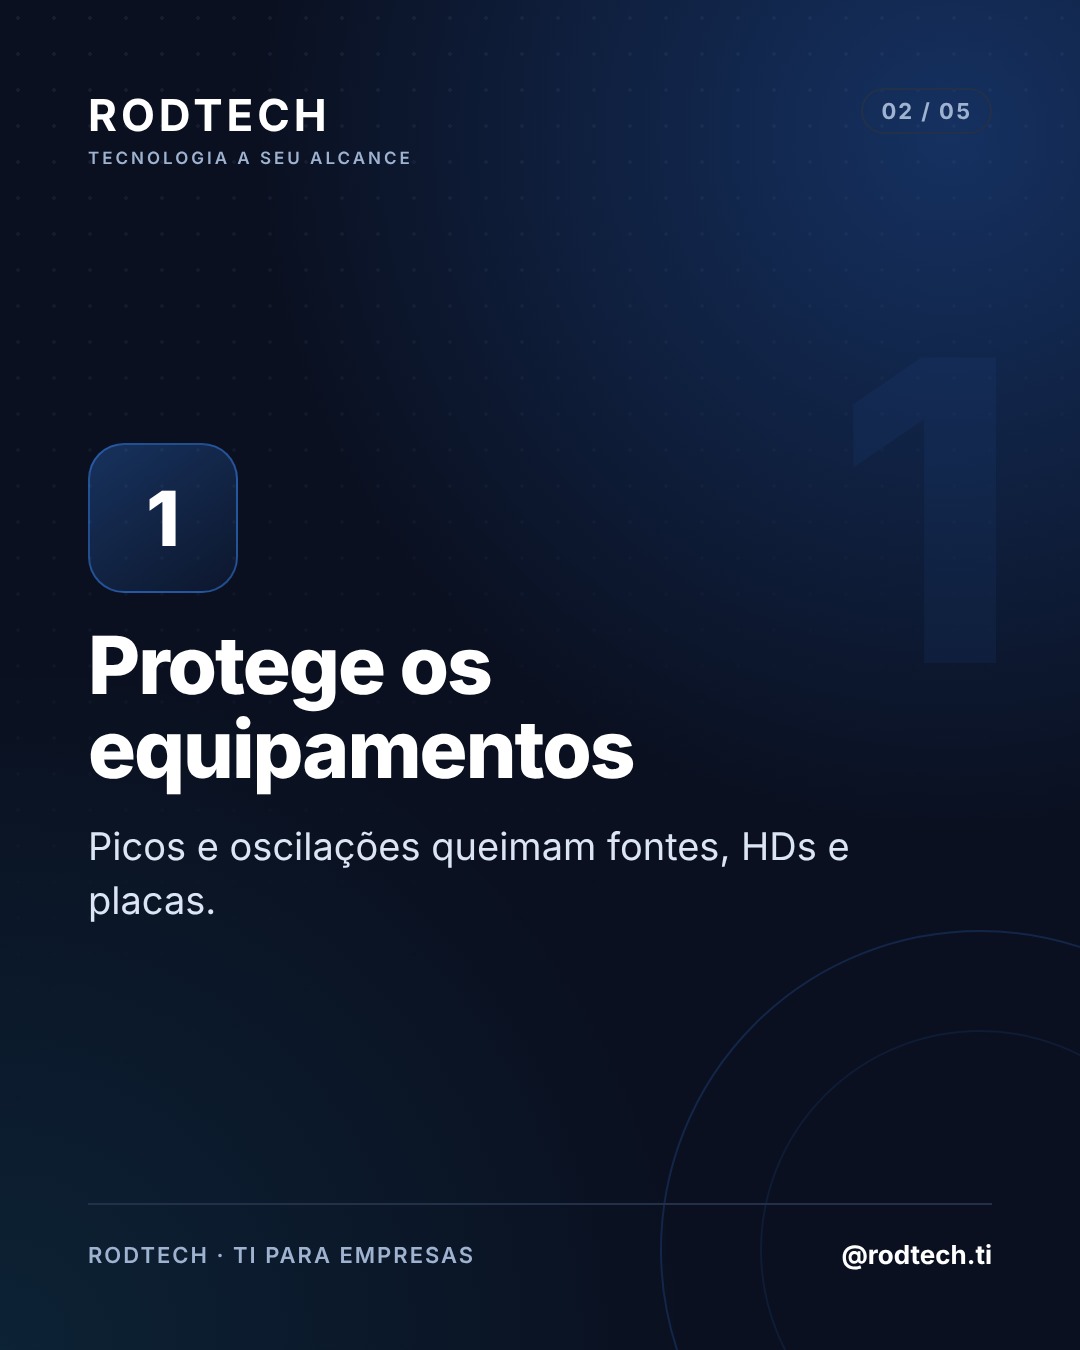 RODTECH
TECNOLOGIA A SEU ALCANCE
02 / 05
1
1
Protege os
equipamentos
Picos e oscilações queimam fontes, HDs e
placas.
RODTECH · TI PARA EMPRESAS
@rodtech.ti